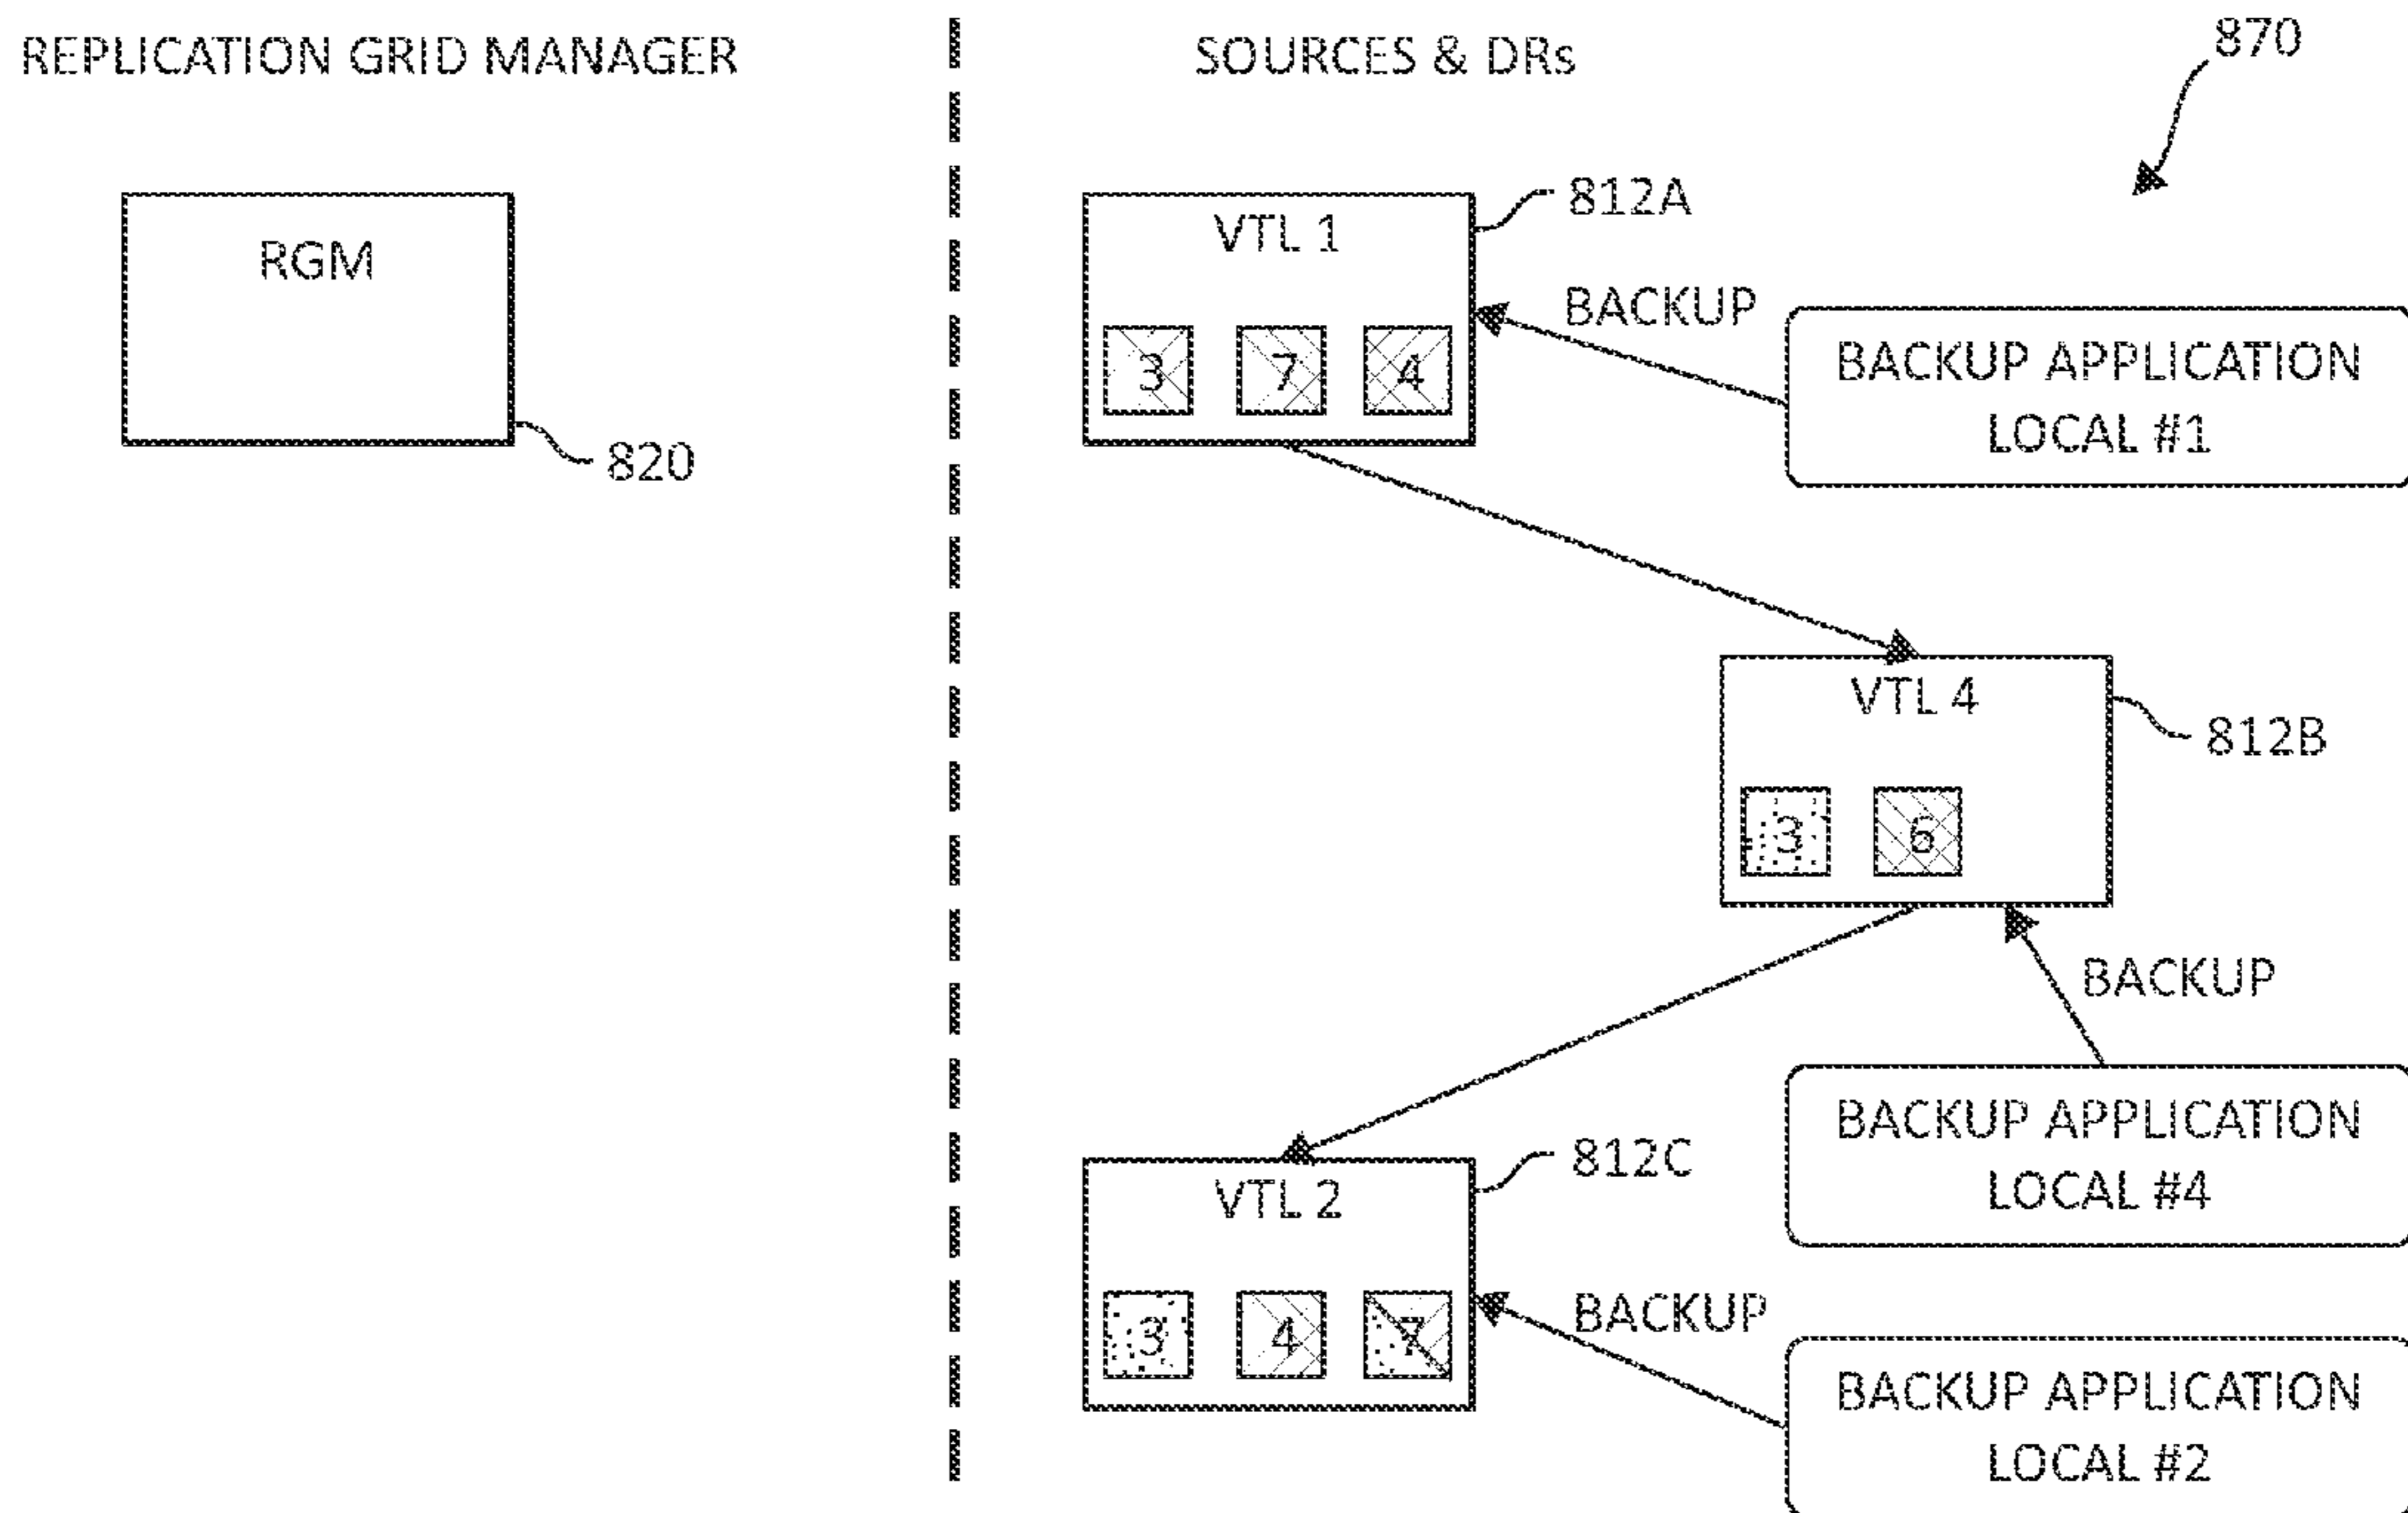 REPLICATION GRID MANAGER
SOURCES & DRs
870
RGM
820
VTL 1
812A
3 7 4
BACKUP
BACKUP APPLICATION
LOCAL #1
VTL 4
812B
3 6
BACKUP
BACKUP APPLICATION
LOCAL #4
VTL 2
812C
3 4 7
BACKUP
BACKUP APPLICATION
LOCAL #2